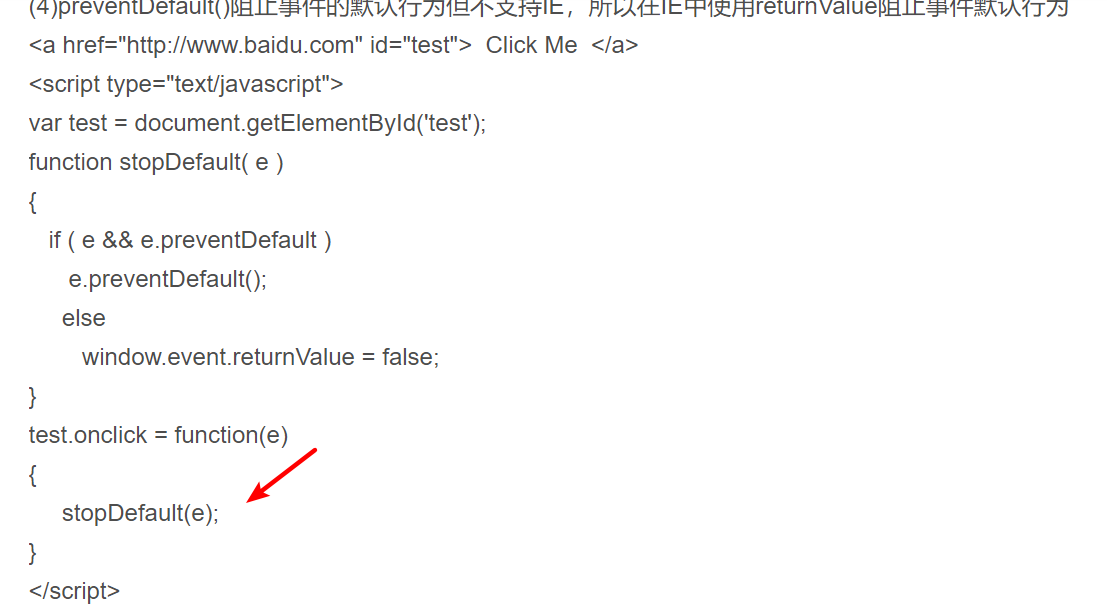 (4)preventDefault()阻止事件的默认行为但不支持IE，所以在IE中使用returnValue阻止事件默认行为
<a href="http://www.baidu.com" id="test">  Click Me  </a>
<script type="text/javascript">
var test = document.getElementById('test');
function stopDefault( e )
{
if ( e && e.preventDefault )
e.preventDefault();
else
window.event.returnValue = false;
}
test.onclick = function(e)
{
stopDefault(e);
}
</script>